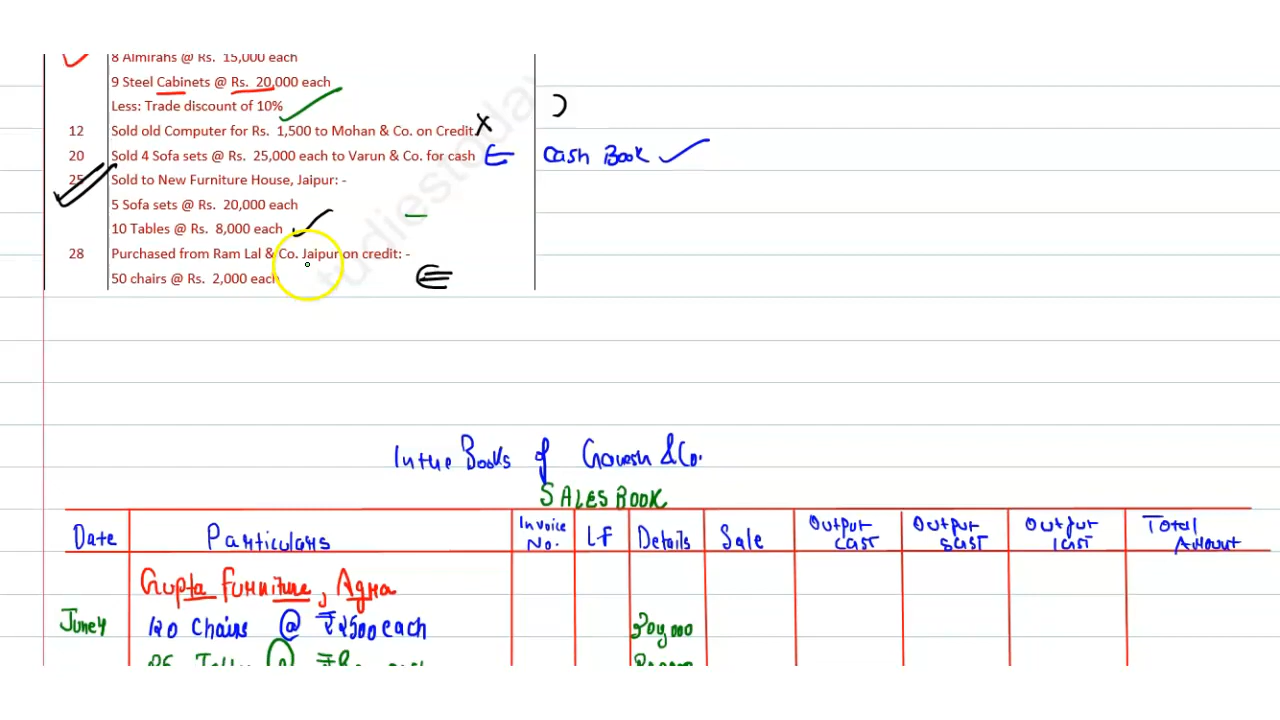 8 Almirahs @ Rs. 15,000 each
9 Steel Cabinets @ Rs. 20,000 each
Less: Trade discount of 10%
12 Sold old Computer for Rs. 1,500 to Mohan & Co. on Credit
20 Sold 4 Sofa sets @ Rs. 25,000 each to Varun & Co. for cash Cash Book
25 Sold to New Furniture House, Jaipur: -
5 Sofa sets @ Rs. 20,000 each
10 Tables @ Rs. 8,000 each
28 Purchased from Ram Lal & Co. Jaipur on credit: -
50 chairs @ Rs. 2,000 each
In the Books of &Co.
SALES BOOK
Date Particulars Invoice No. LF Details Sale Output CGST Output SGST Output IGST Total Amount
Gupta Furniture, Agra
June 4 120 Chairs @ ₹2500 each